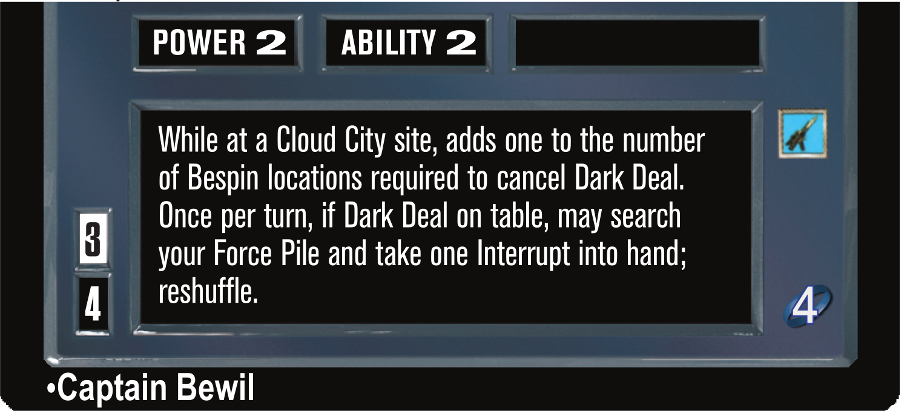 POWER 2 ABILITY 2
While at a Cloud City site, adds one to the number
of Bespin locations required to cancel Dark Deal.
Once per turn, if Dark Deal on table, may search
your Force Pile and take one Interrupt into hand;
reshuffle.
3
4
4
•Captain Bewil